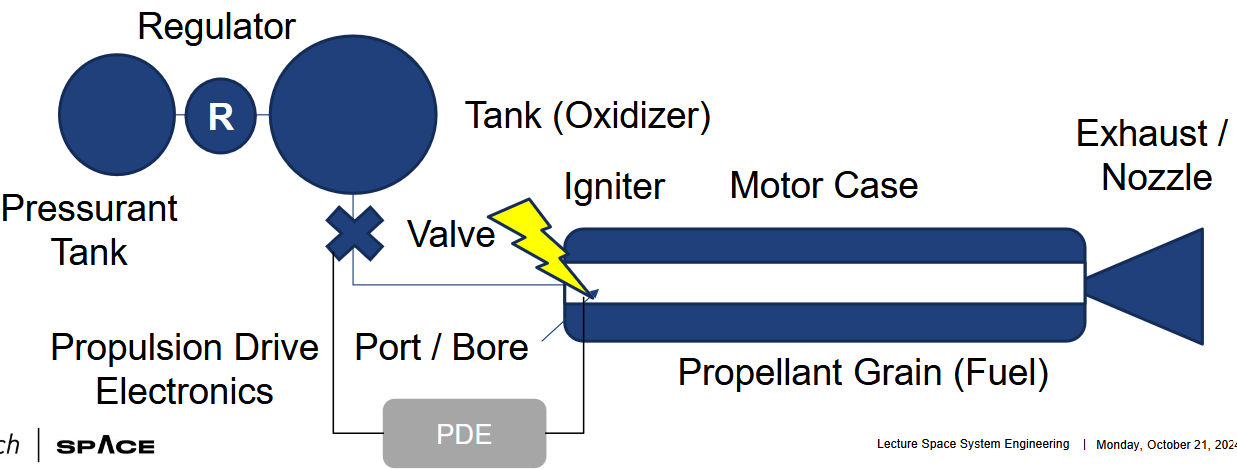 Regulator
R
Tank (Oxidizer)
Exhaust /
Nozzle
Igniter
Motor Case
Pressurant
Tank
Valve
Propulsion Drive
Electronics
Port / Bore
Propellant Grain (Fuel)
PDE
ch
SPACE
Lecture Space System Engineering | Monday, October 21, 2024